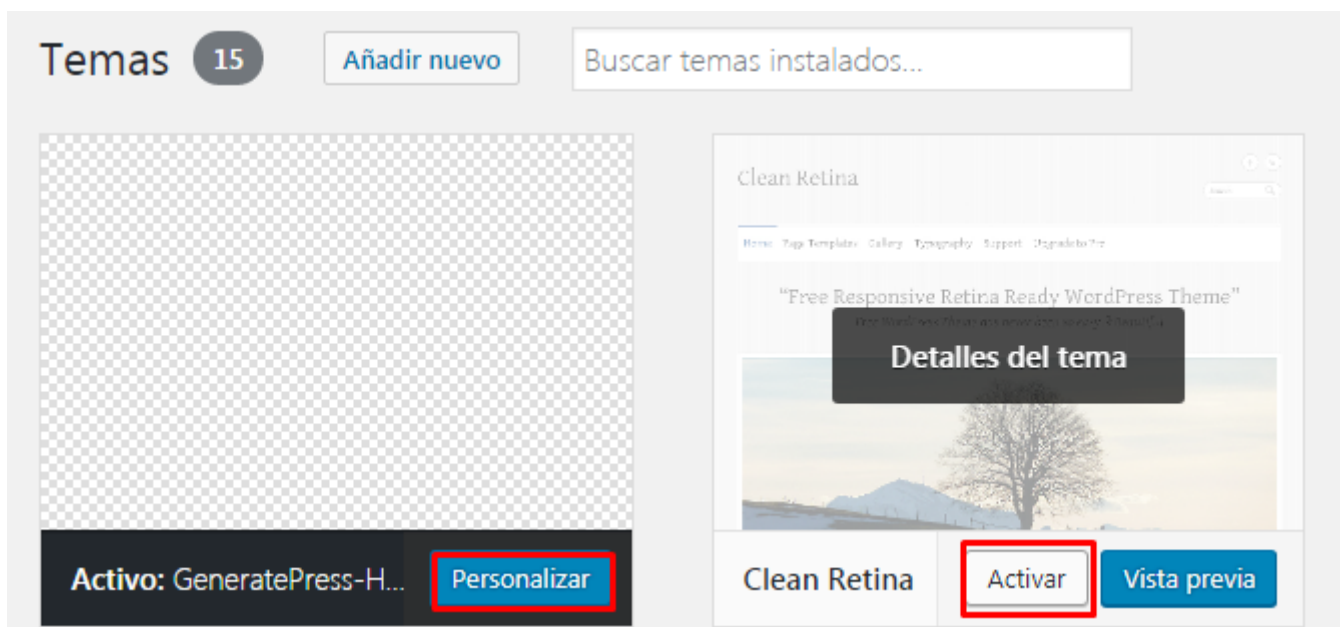 Temas 15 Añadir nuevo Buscar temas instalados...
Clean Retina
Home Page Templates Gallery Typography Support Upgrade to Pro
“Free Responsive Retina Ready WordPress Theme”
Detalles del tema
Activo: GeneratePress-H... Personalizar
Clean Retina Activar Vista previa